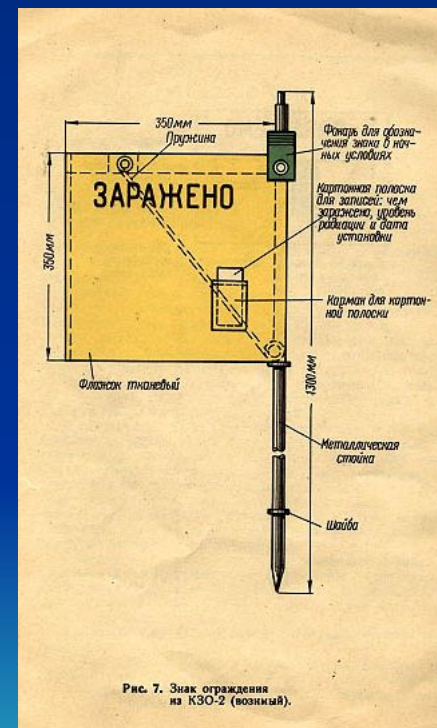 350мм
Пружина
Фонарь для обозна-
чения знака в ноч-
ных условиях
ЗАРАЖЕНО
350мм
Картонная полоска
для записей: чем
заражено, уровень
радиации и дата
установки
Карман для картон-
ной полоски
Флажок тканевый
1300мм
Металлическая
стойка
Шайба
Рис. 7. Знак ограждения
из КЗО-2 (возимый).